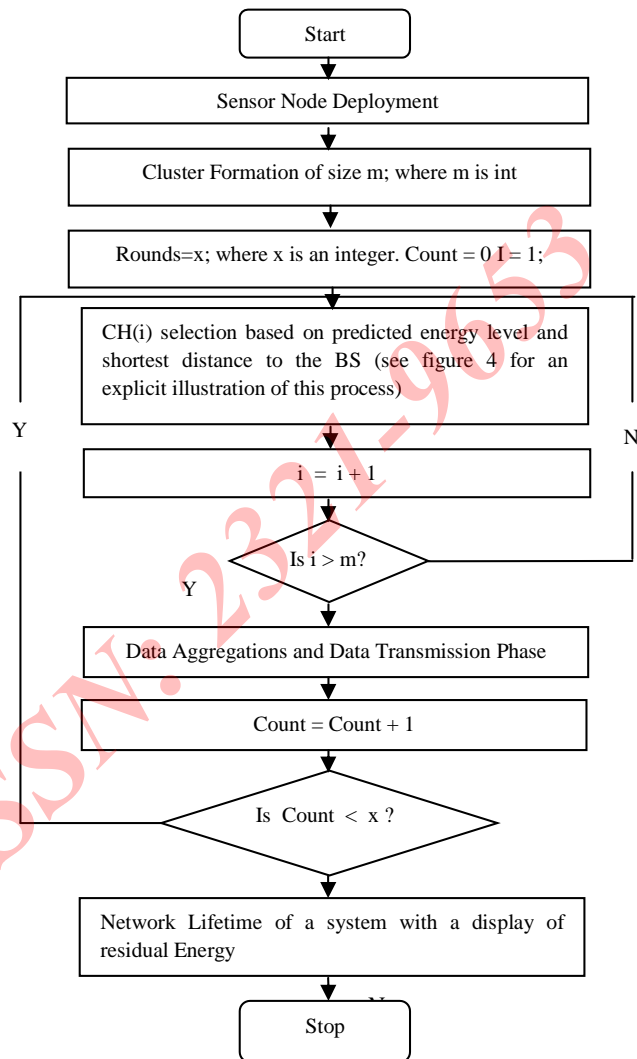 Start
Sensor Node Deployment
Cluster Formation of size m; where m is int
Rounds=x; where x is an integer. Count = 0 I = 1;
CH(i) selection based on predicted energy level and
shortest distance to the BS (see figure 4 for an
explicit illustration of this process)
Y
N
i = i + 1
Is i > m?
Y
Data Aggregations and Data Transmission Phase
Count = Count + 1
Is Count < x ?
Network Lifetime of a system with a display of
residual Energy
Stop
SSN: 2321-9653